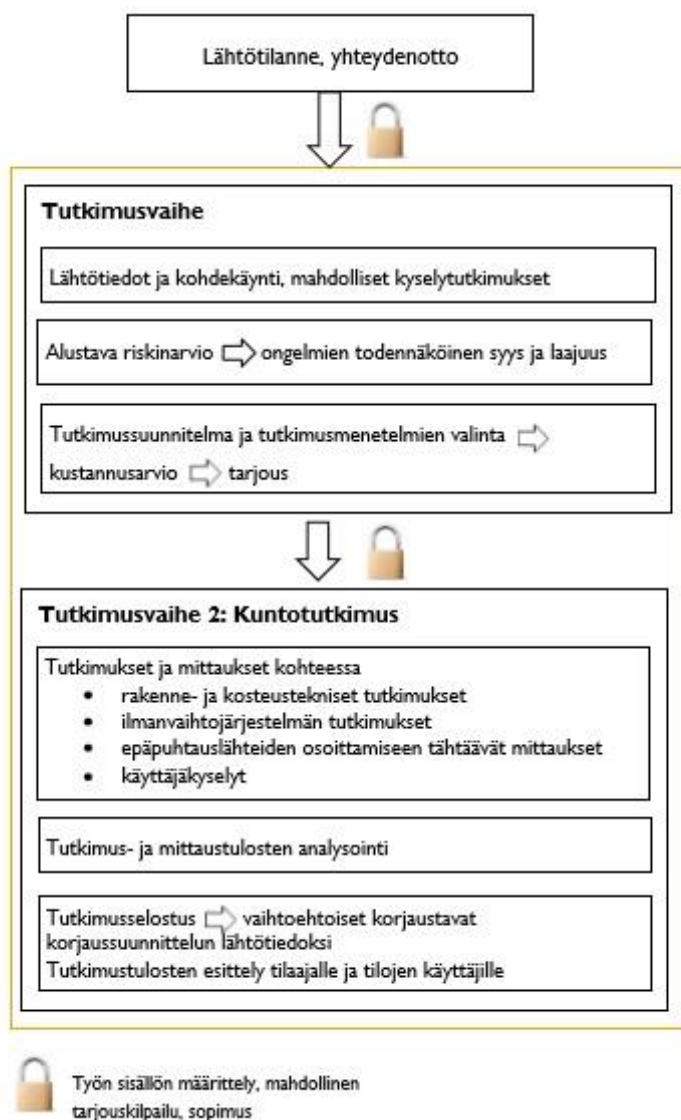 Lähtötilanne, yhteydenotto
Tutkimusvaihe
Lähtötiedot ja kohdekäynti, mahdolliset kyselytutkimukset
Alustava riskinarvio ongelmien todennäköinen syys ja laajuus
Tutkimussuunnitelma ja tutkimusmenetelmien valinta
kustannusarvio tarjous
Tutkimusvaihe 2: Kuntotutkimus
Tutkimukset ja mittaukset kohteessa
• rakenne- ja kosteustekniset tutkimukset
• ilmanvaihtojärjestelmän tutkimukset
• epäpuhtauslähteiden osoittamiseen tähtäävät mittaukset
• käyttäjäkyselyt
Tutkimus- ja mittaustulosten analysointi
Tutkimusselostus vaihtoehtoiset korjaustavat
korjaussuunnittelun lähtötiedoksi
Tutkimustulosten esittely tilaajalle ja tilojen käyttäjille
Työn sisällön määrittely, mahdollinen
tarjouskilpailu, sopimus